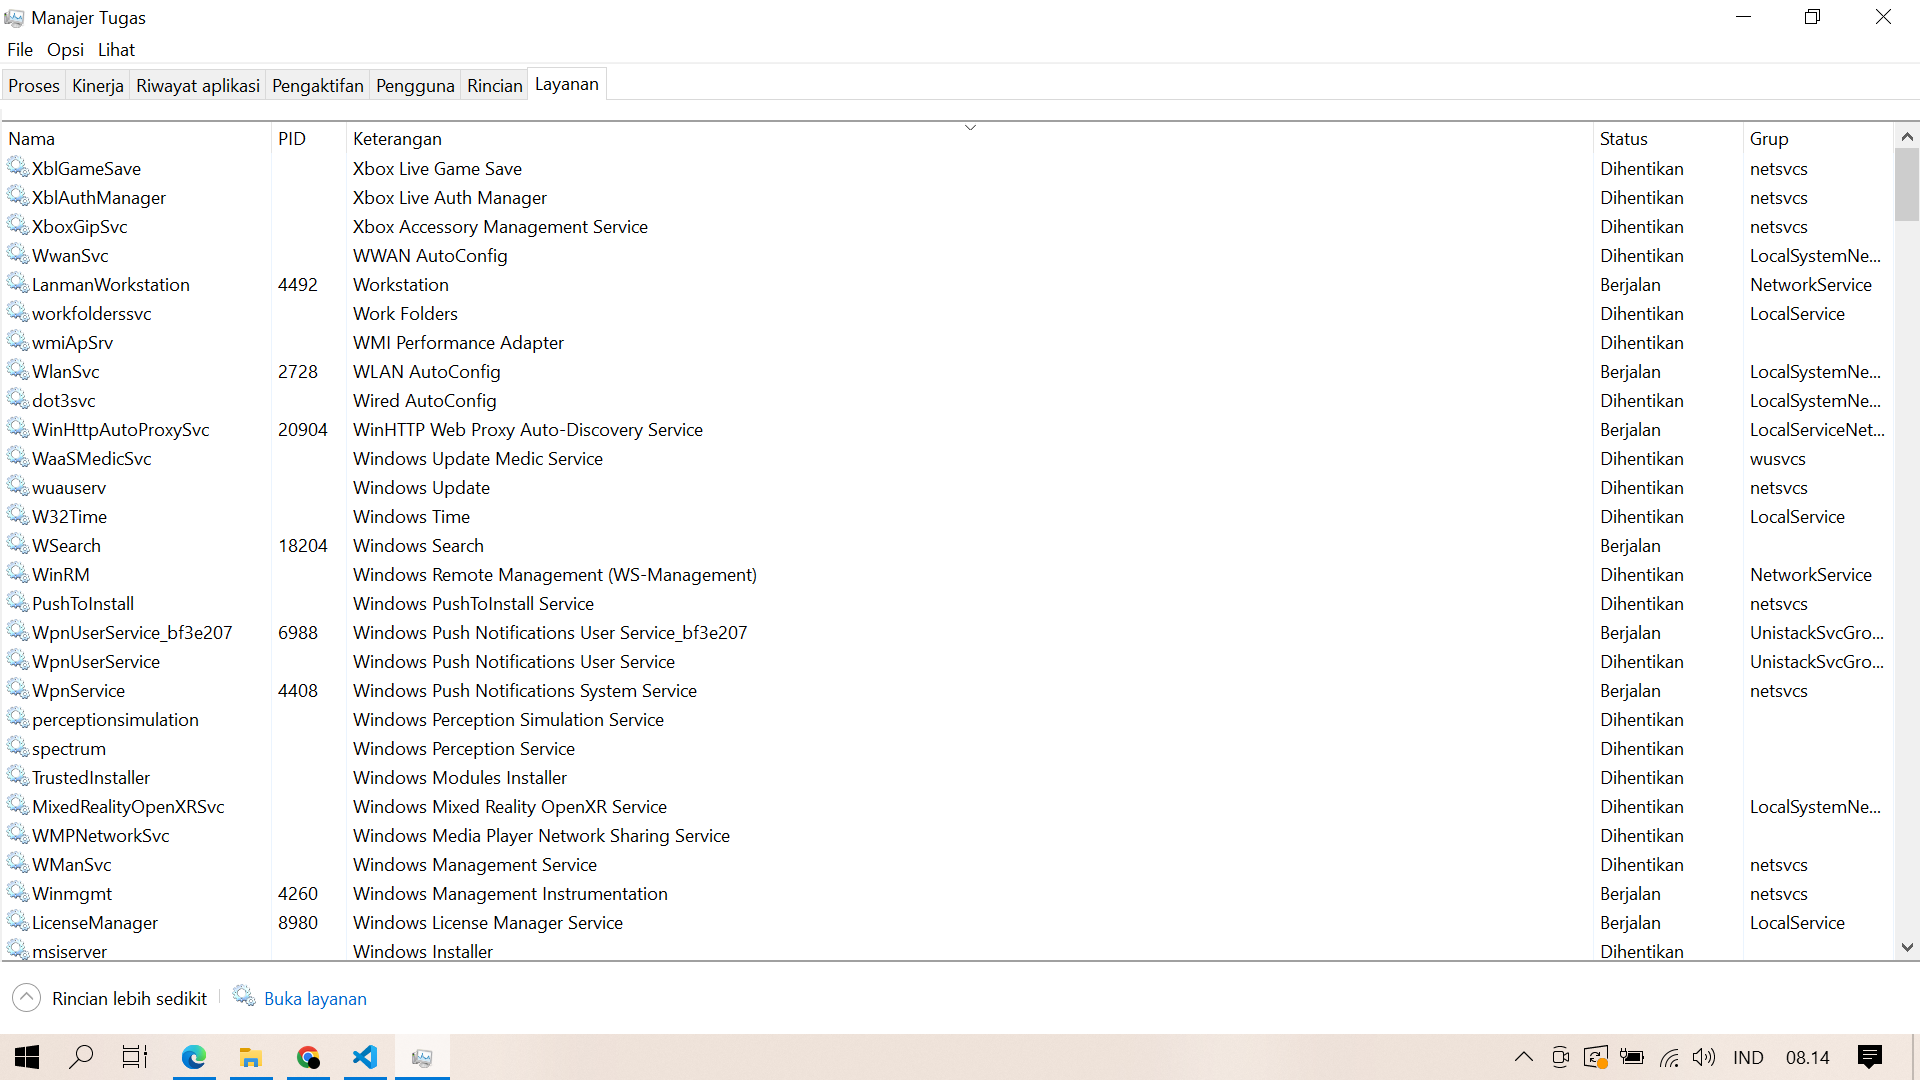 Manajer Tugas
File Opsi Lihat
Proses Kinerja Riwayat aplikasi Pengaktifan Pengguna Rincian Layanan
Nama PID Keterangan Status Grup
XblGameSave Xbox Live Game Save Dihentikan netsvcs
XblAuthManager Xbox Live Auth Manager Dihentikan netsvcs
XboxGipSvc Xbox Accessory Management Service Dihentikan netsvcs
WwanSvc WWAN AutoConfig Dihentikan LocalSystemNe...
LanmanWorkstation 4492 Workstation Berjalan NetworkService
workfolderssvc Work Folders Dihentikan LocalService
wmiApSrv WMI Performance Adapter Dihentikan
WlanSvc 2728 WLAN AutoConfig Berjalan LocalSystemNe...
dot3svc Wired AutoConfig Dihentikan LocalSystemNe...
WinHttpAutoProxySvc 20904 WinHTTP Web Proxy Auto-Discovery Service Berjalan LocalServiceNet...
WaaSMedicSvc Windows Update Medic Service Dihentikan wusvcs
wuauserv Windows Update Dihentikan netsvcs
W32Time Windows Time Dihentikan LocalService
WSearch 18204 Windows Search Berjalan
WinRM Windows Remote Management (WS-Management) Dihentikan NetworkService
PushToInstall Windows PushToInstall Service Dihentikan netsvcs
WpnUserService_bf3e207 6988 Windows Push Notifications User Service_bf3e207 Berjalan UnistackSvcGro...
WpnUserService Windows Push Notifications User Service Dihentikan UnistackSvcGro...
WpnService 4408 Windows Push Notifications System Service Berjalan netsvcs
perceptionsimulation Windows Perception Simulation Service Dihentikan
spectrum Windows Perception Service Dihentikan
TrustedInstaller Windows Modules Installer Dihentikan
MixedRealityOpenXRSvc Windows Mixed Reality OpenXR Service Dihentikan LocalSystemNe...
WMPNetworkSvc Windows Media Player Network Sharing Service Dihentikan
WManSvc Windows Management Service Dihentikan netsvcs
Winmgmt 4260 Windows Management Instrumentation Berjalan netsvcs
LicenseManager 8980 Windows License Manager Service Berjalan LocalService
msiserver Windows Installer Dihentikan
Rincian lebih sedikit Buka layanan
IND 08.14